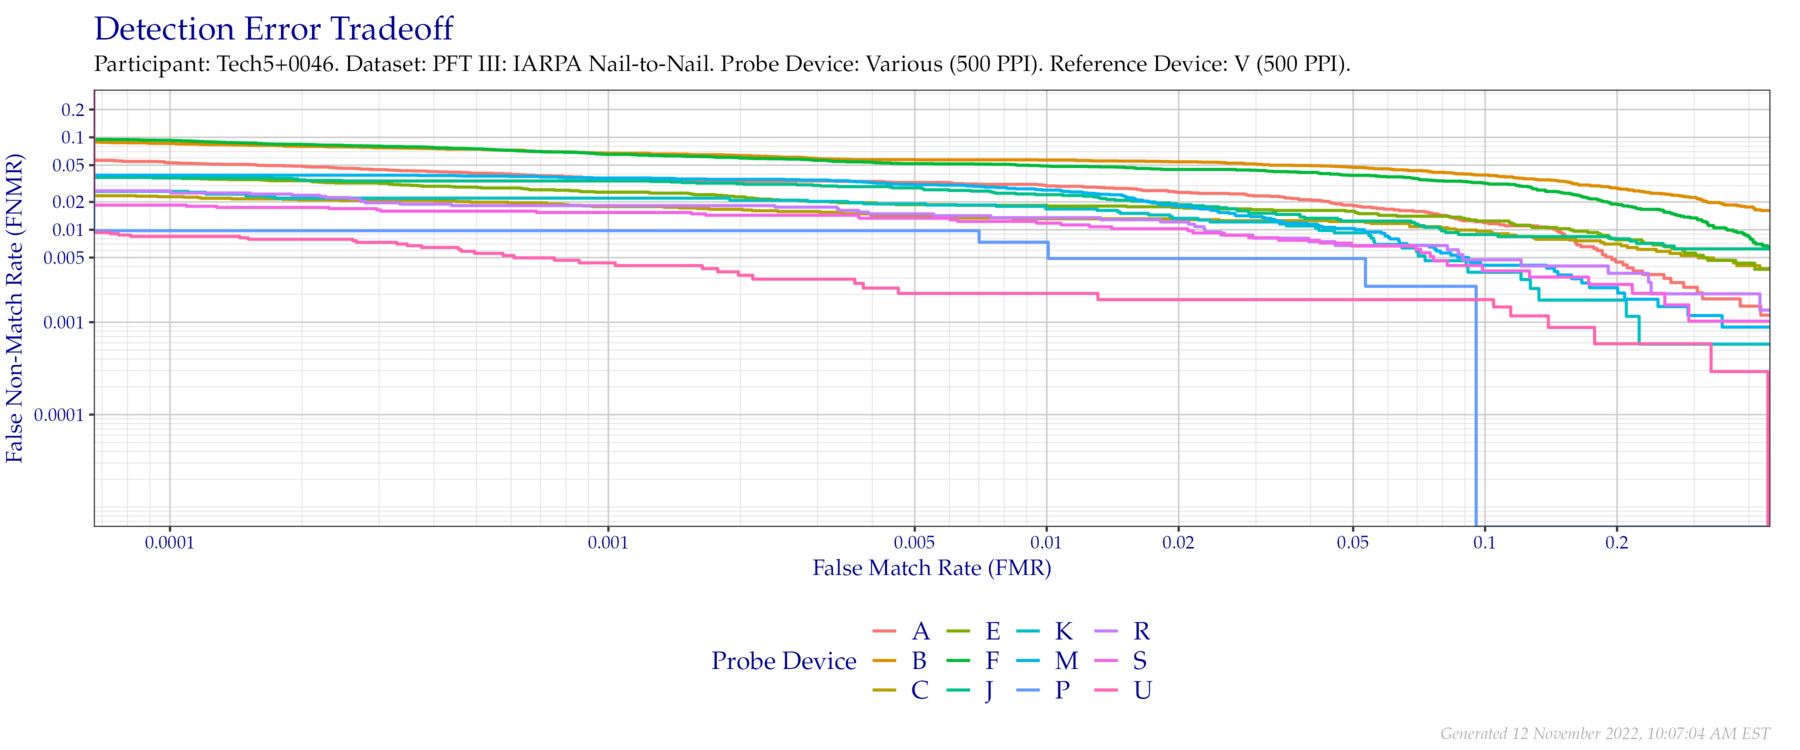 Detection Error Tradeoff
Participant: Tech5+0046. Dataset: PFT III: IARPA Nail-to-Nail. Probe Device: Various (500 PPI). Reference Device: V (500 PPI).
False Non-Match Rate (FNMR)
0.2
0.1
0.05
0.02
0.01
0.005
0.001
0.0001
0.0001 0.001 0.005 0.01 0.02 0.05 0.1 0.2
False Match Rate (FMR)
Probe Device
A E K R
B F M S
C J P U
Generated 12 November 2022, 10:07:04 AM EST